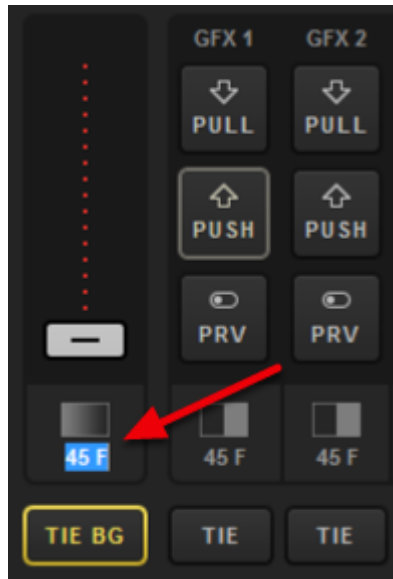 GFX 1 GFX 2
PULL PULL
PUSH PUSH
PRV PRV
45 F 45 F 45 F
TIE BG TIE TIE